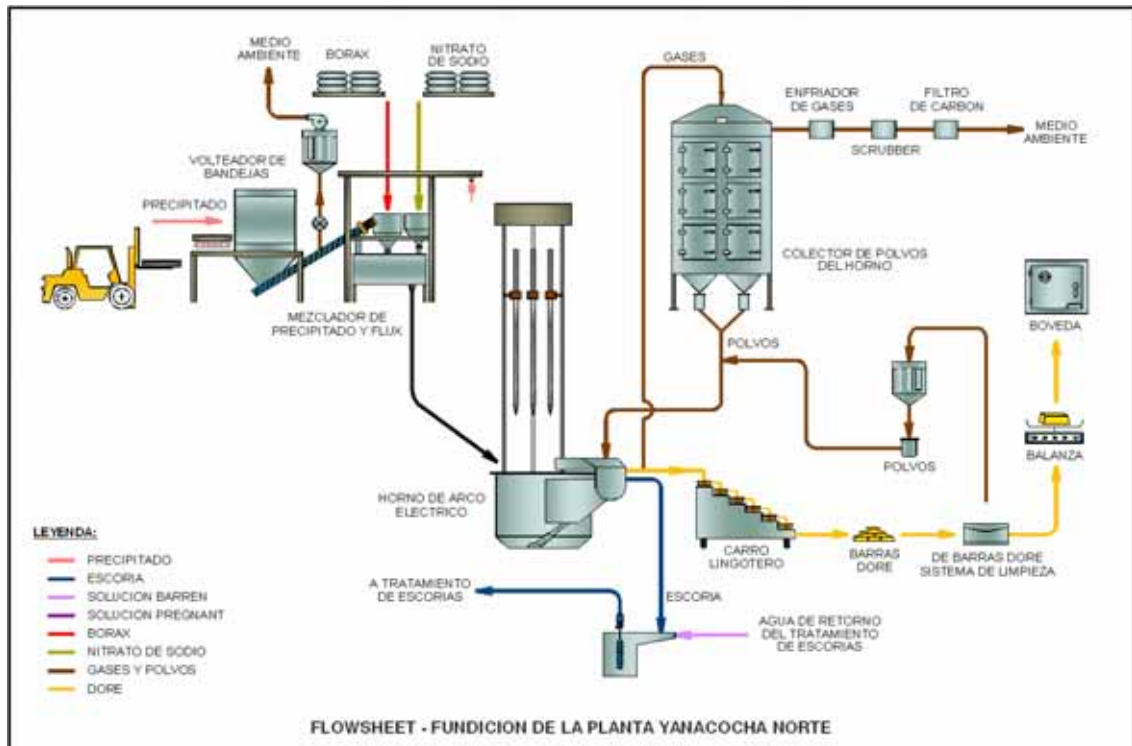 MEDIO
AMBIENTE
BORAX
NITRATO
DE SODIO
GASES
ENFRIADOR
DE GASES
FILTRO
DE CARBON
SCRUBBER
MEDIO
AMBIENTE
VOLTEADOR DE
BANDEJAS
PRECIPITADO
MEZCLADOR DE
PRECIPITADO Y FLUX
COLECTOR DE POLVOS
DEL HORNO
BOVEDA
POLVOS
POLVOS
BALANZA
HORNO DE ARCO
ELECTRICO
CARRO
LINGOTERO
BARRAS
DORE
DE BARRAS DORE
SISTEMA DE LIMPIEZA
LEYENDA:
PRECIPITADO
ESCORIA
SOLUCION BARREN
SOLUCION PREGNANT
BORAX
NITRATO DE SODIO
GASES Y POLVOS
DORE
A TRATAMIENTO
DE ESCORIAS
ESCORIA
AGUA DE RETORNO
DEL TRATAMIENTO
DE ESCORIAS
FLOWSHEET - FUNDICION DE LA PLANTA YANACOCHA NORTE